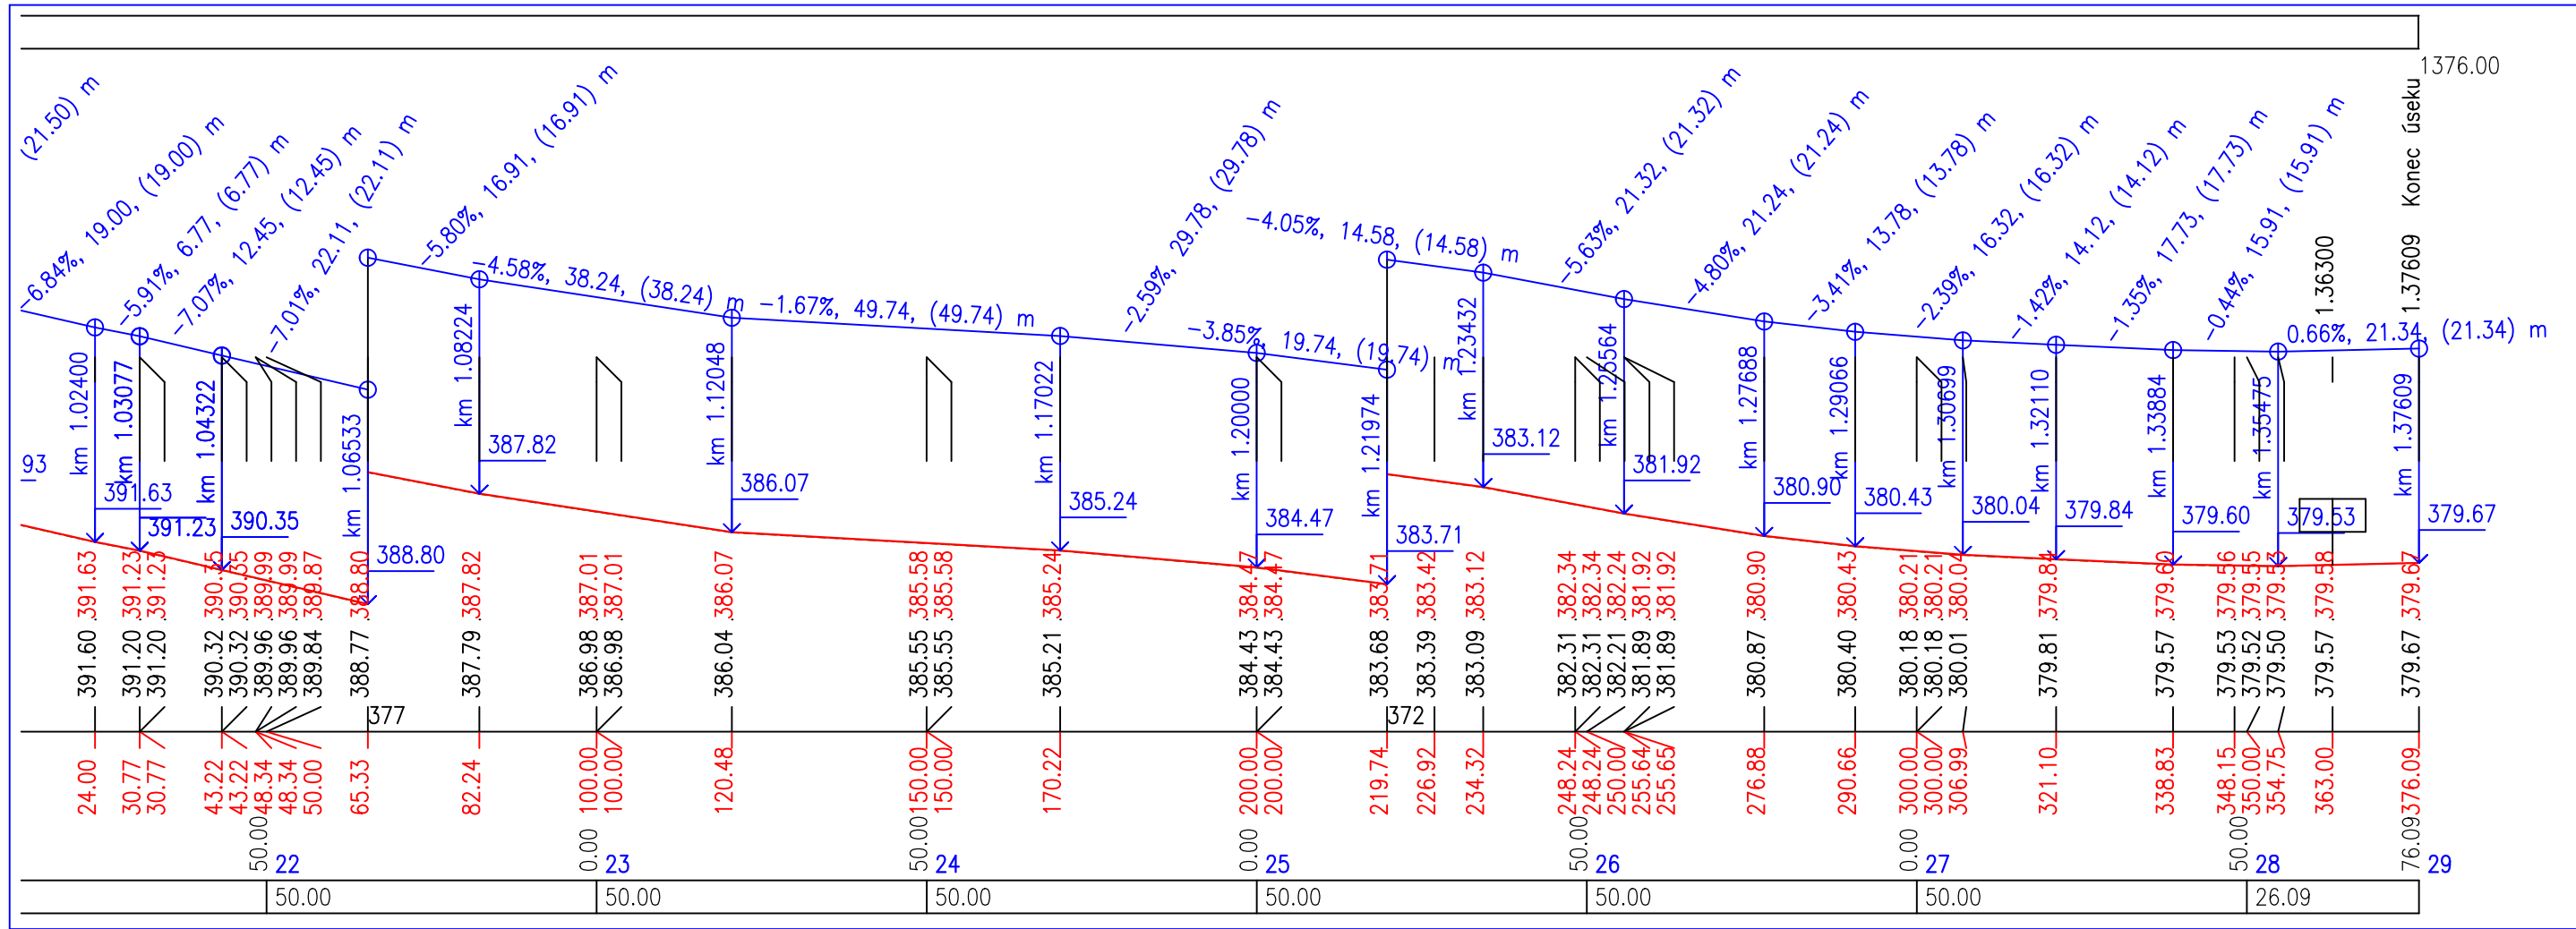 1376.00
Konec úseku
1.37609
1.36300
(21.50) m
-6.84%, 19.00, (19.00) m
-5.91%, 6.77, (6.77) m
-7.07%, 12.45, (12.45) m
-7.01%, 22.11, (22.11) m
-5.80%, 16.91, (16.91) m
-4.58%, 38.24, (38.24) m
-1.67%, 49.74, (49.74) m
-2.59%, 29.78, (29.78) m
-3.85%, 19.74, (19.74) m
-4.05%, 14.58, (14.58) m
-5.63%, 21.32, (21.32) m
-4.80%, 21.24, (21.24) m
-3.41%, 13.78, (13.78) m
-2.39%, 16.32, (16.32) m
-1.42%, 14.12, (14.12) m
-1.35%, 17.73, (17.73) m
-0.44%, 15.91, (15.91) m
0.66%, 21.34, (21.34) m
km 1.02400
km 1.03077
km 1.04322
km 1.06533
km 1.08224
km 1.12048
km 1.17022
km 1.20000
km 1.21974
km 1.23432
km 1.25564
km 1.27688
km 1.29066
km 1.30699
km 1.32110
km 1.33884
km 1.35475
km 1.37609
93
391.63
391.23
390.35
388.80
387.82
386.07
385.24
384.47
383.71
383.12
381.92
380.90
380.43
380.04
379.84
379.60
379.53
379.67
391.63 391.23 391.23 390.35 390.35 389.99 389.99 389.87 388.80 387.82 387.01 387.01 386.07 385.58 385.58 385.24 384.47 384.47 383.71 383.42 383.12 382.34 382.34 382.24 381.92 381.92 380.90 380.43 380.21 380.21 380.04 379.84 379.60 379.56 379.55 379.53 379.58 379.67
391.60 391.20 391.20 390.32 390.32 389.96 389.96 389.84 388.77 387.79 386.98 386.98 386.04 385.55 385.55 385.21 384.43 384.43 383.68 383.39 383.09 382.31 382.31 382.21 381.89 381.89 380.87 380.40 380.18 380.18 380.01 379.81 379.57 379.53 379.52 379.50 379.57 379.67
377 372
24.00 30.77 30.77 43.22 43.22 48.34 48.34 50.00 65.33 82.24 100.00 100.00 120.48 150.00 150.00 170.22 200.00 200.00 219.74 226.92 234.32 248.24 248.24 250.00 255.64 255.65 276.88 290.66 300.00 300.00 306.99 321.10 338.83 348.15 350.00 354.75 363.00 376.09
50.00 0.00 50.00 0.00 50.00 0.00 50.00 76.09
22 23 24 25 26 27 28 29
50.00 50.00 50.00 50.00 50.00 50.00 26.09